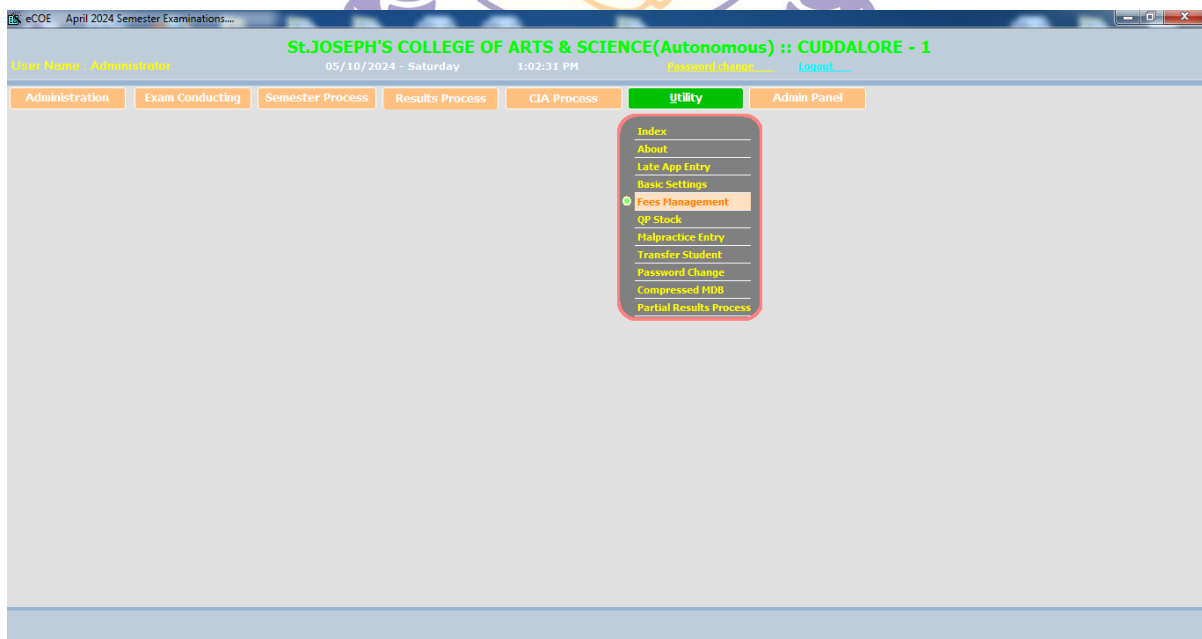 eCOE April 2024 Semester Examinations....
St.JOSEPH'S COLLEGE OF ARTS & SCIENCE(Autonomous) :: CUDDALORE - 1
User Name : Administrator 05/10/2024 - Saturday 1:02:31 PM Password change Logout
Administration Exam Conducting Semester Process Results Process CIA Process Utility Admin Panel
Index
About
Late App Entry
Basic Settings
Fees Management
QP Stock
Malpractice Entry
Transfer Student
Password Change
Compressed MDB
Partial Results Process